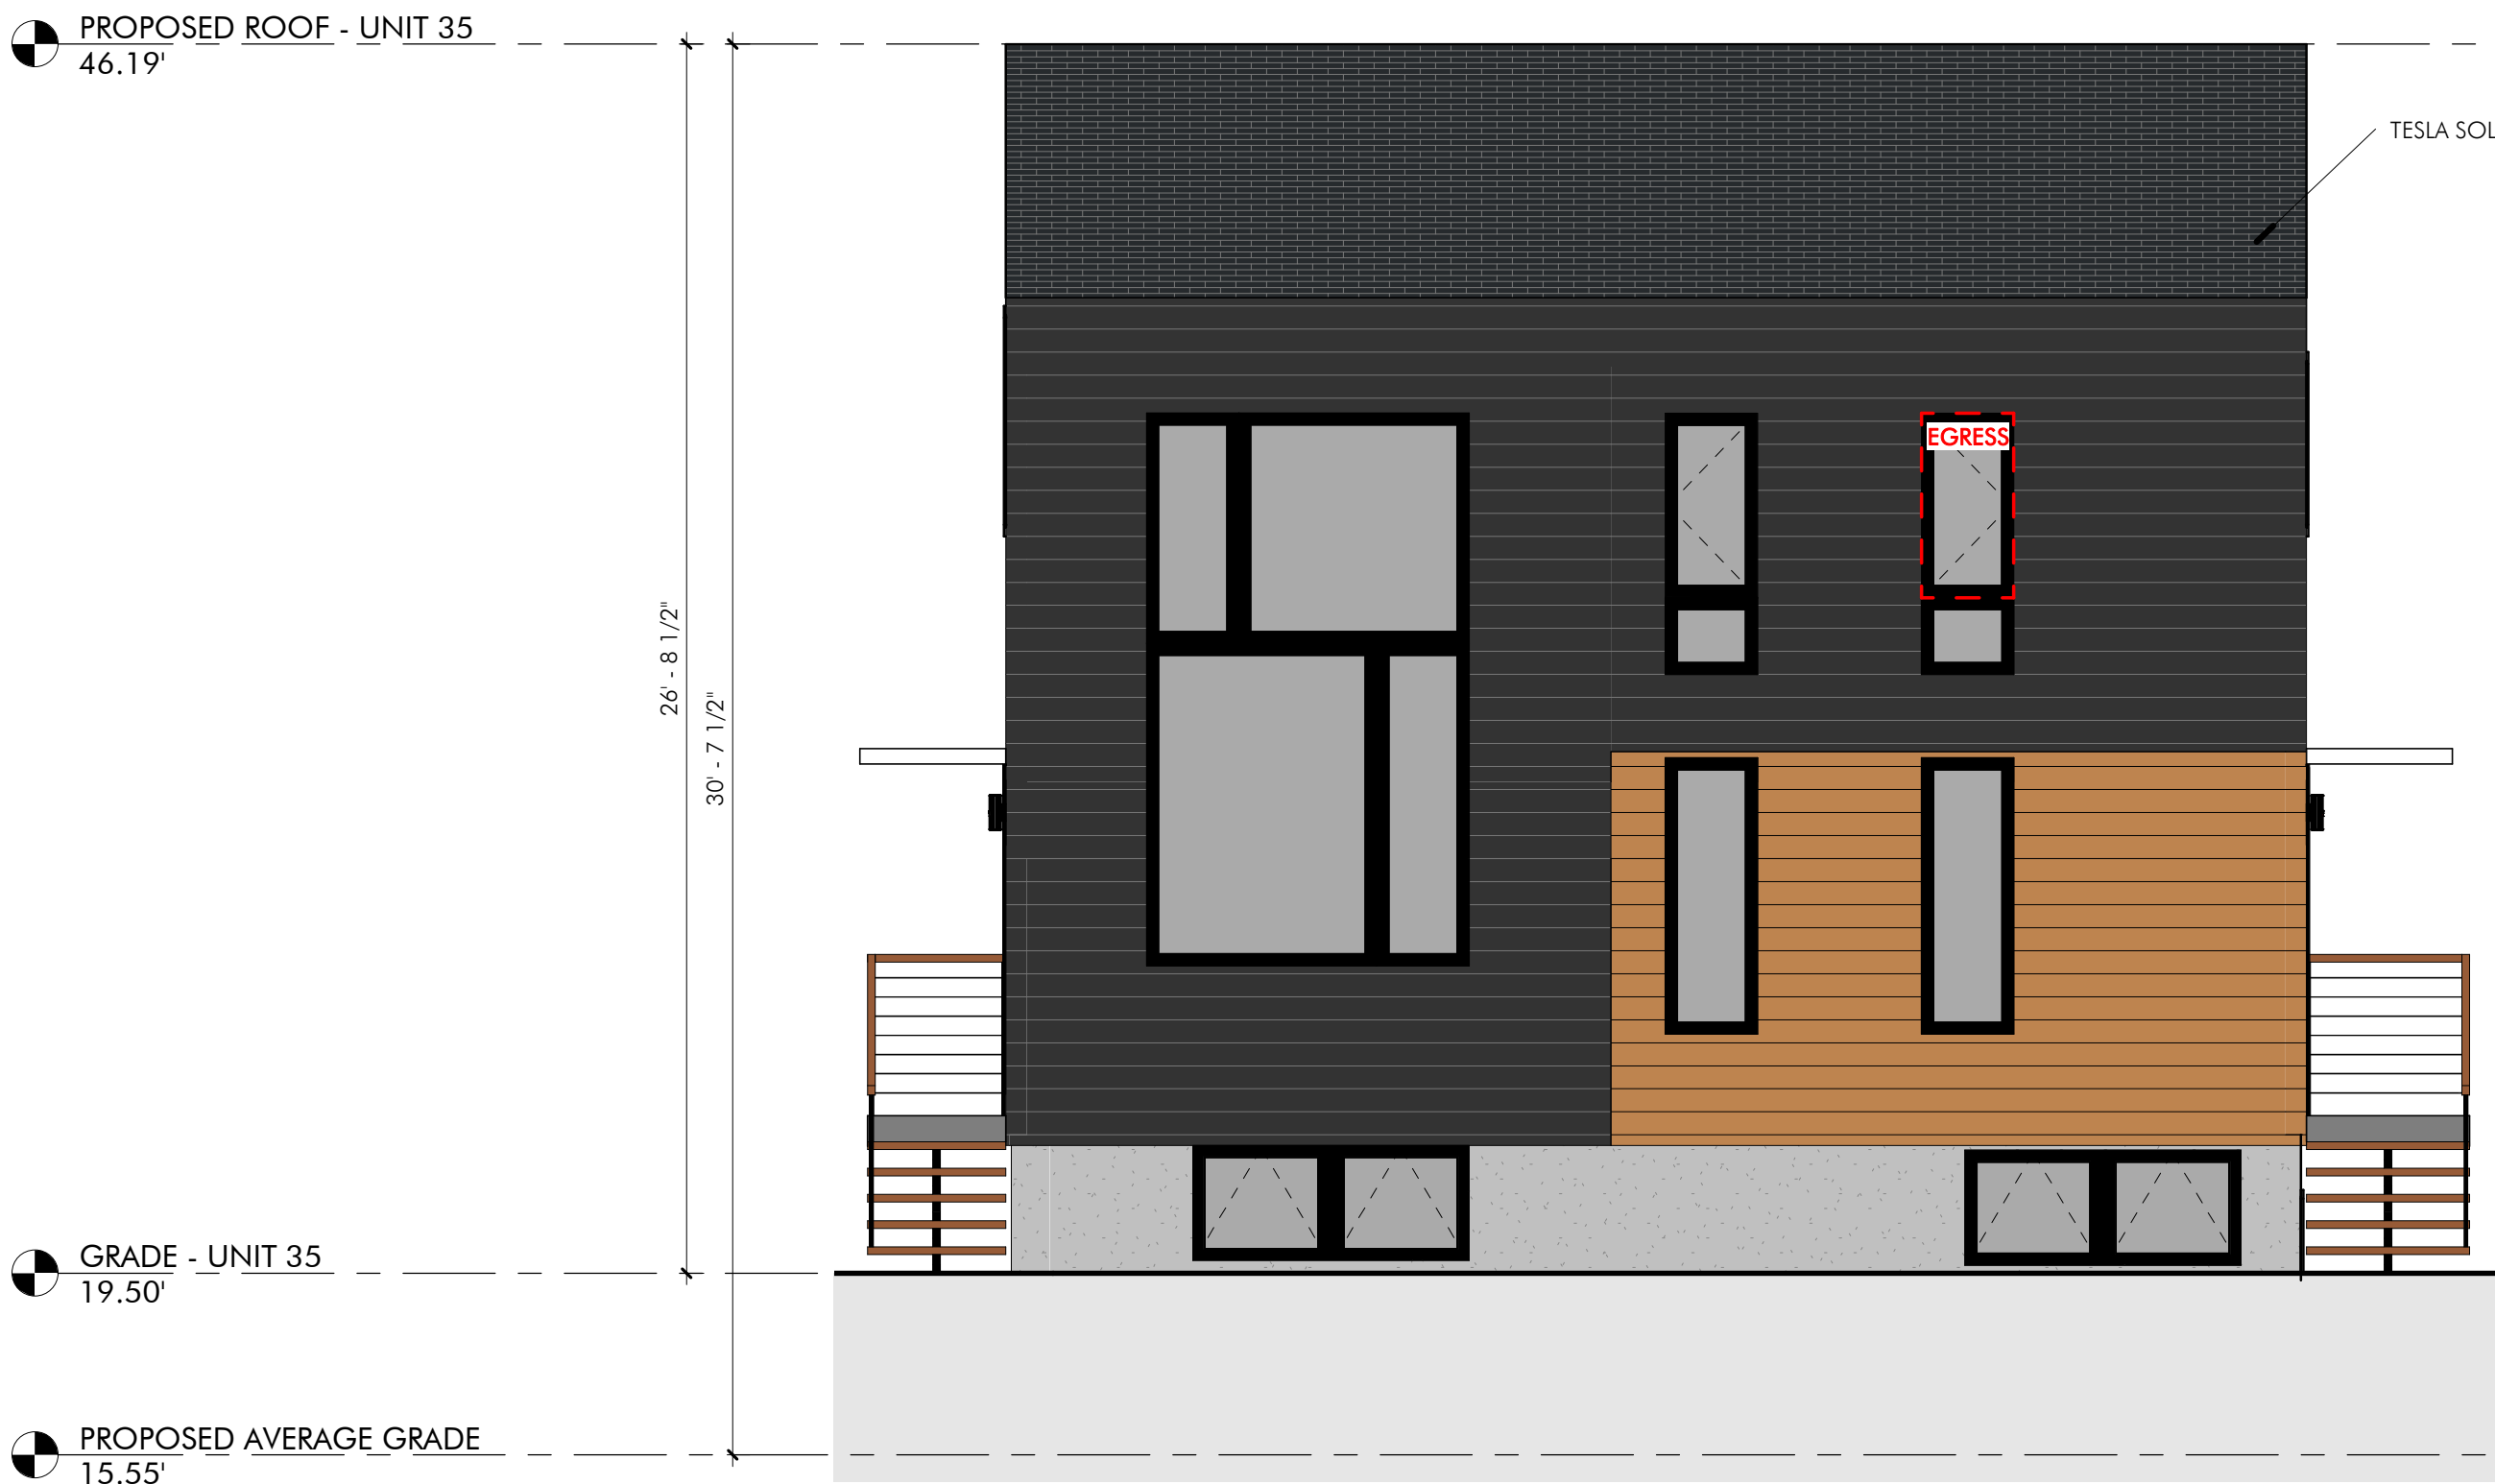 PROPOSED ROOF - UNIT 35
46.19'
TESLA SOL
EGRESS
26' - 8 1/2"
30' - 7 1/2"
GRADE - UNIT 35
19.50'
PROPOSED AVERAGE GRADE
15.55'